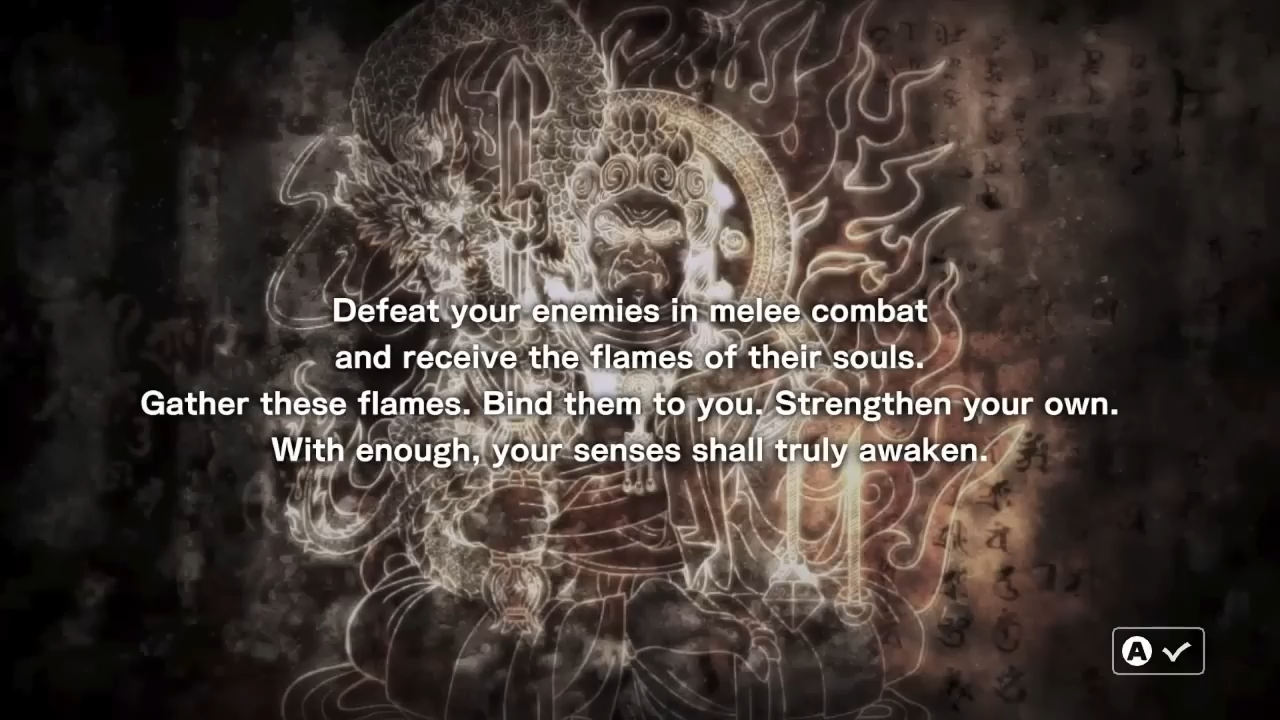 Defeat your enemies in melee combat
and receive the flames of their souls.
Gather these flames. Bind them to you. Strengthen your own.
With enough, your senses shall truly awaken.
A